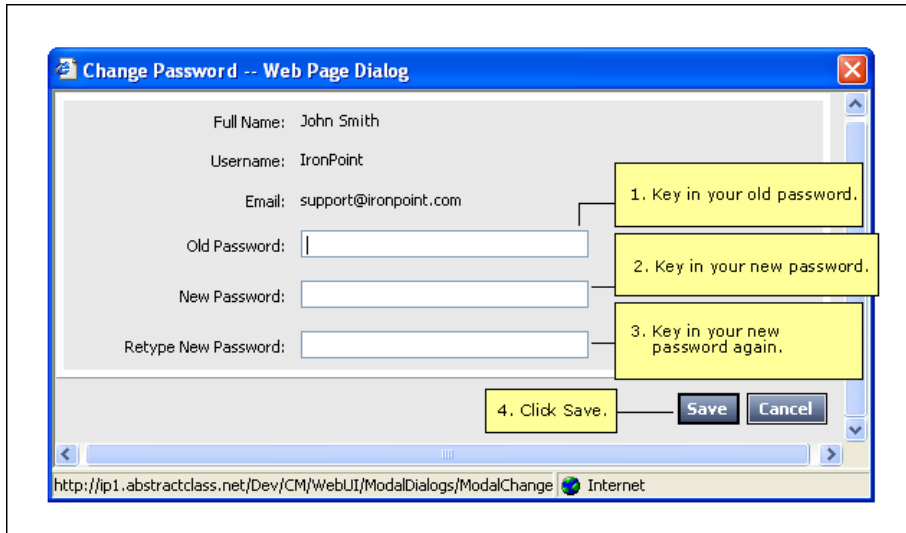 Change Password -- Web Page Dialog
Full Name: John Smith
Username: IronPoint
Email: support@ironpoint.com
1. Key in your old password.
Old Password:
2. Key in your new password.
New Password:
3. Key in your new
password again.
Retype New Password:
4. Click Save.
Save
Cancel
http://ip1.abstractclass.net/Dev/CM/WebUI/ModalDialogs/ModalChange
Internet